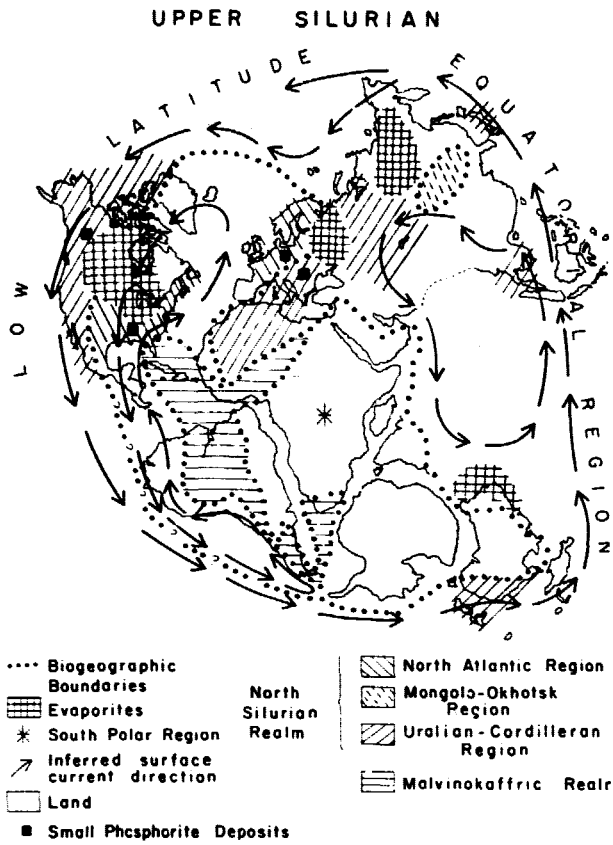 UPPER SILURIAN
LOW LATITUDE EQUATORIAL REGION
Biogeographic
Boundaries
Evaporites
South Polar Region
Inferred surface
current direction
Land
Small Phcsphorite Deposits
North
Silurian
Realm
North Atlantic Region
Mongolo-Okhotsk
Region
Uralian-Cordilleran
Region
Malvinokaffric Realm